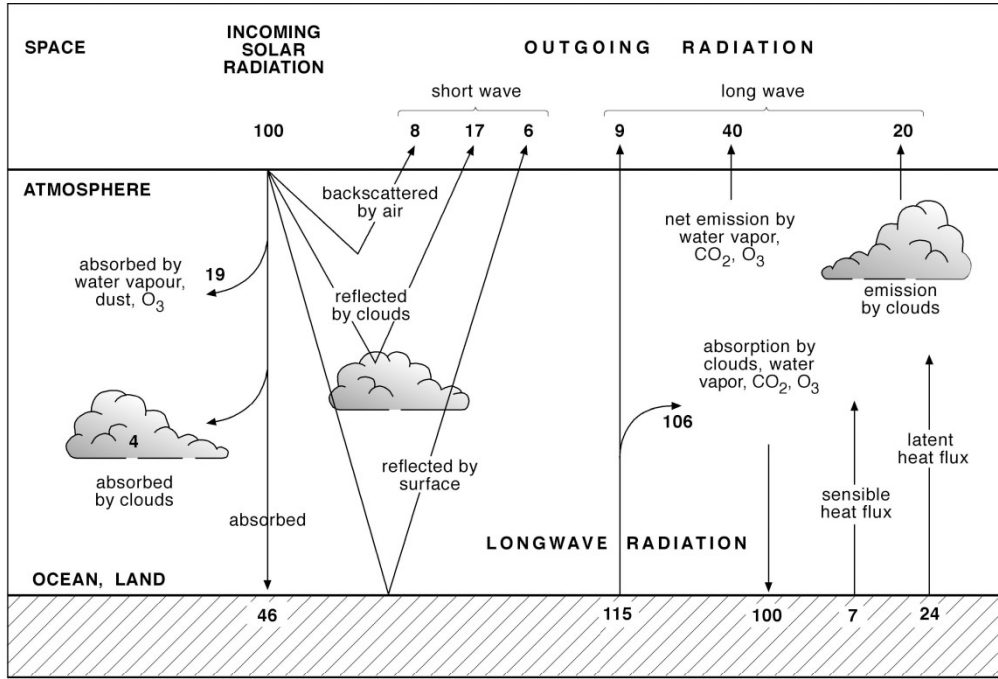 SPACE
INCOMING
SOLAR
RADIATION
OUTGOING RADIATION
short wave
long wave
100
8
17
6
9
40
20
ATMOSPHERE
backscattered
by air
absorbed by
water vapour,
dust, O3
19
reflected
by clouds
net emission by
water vapor,
CO2, O3
emission
by clouds
absorption by
clouds, water
vapor, CO2, O3
106
4
absorbed
by clouds
reflected by
surface
latent
heat flux
sensible
heat flux
absorbed
LONGWAVE RADIATION
OCEAN, LAND
46
115
100
7
24